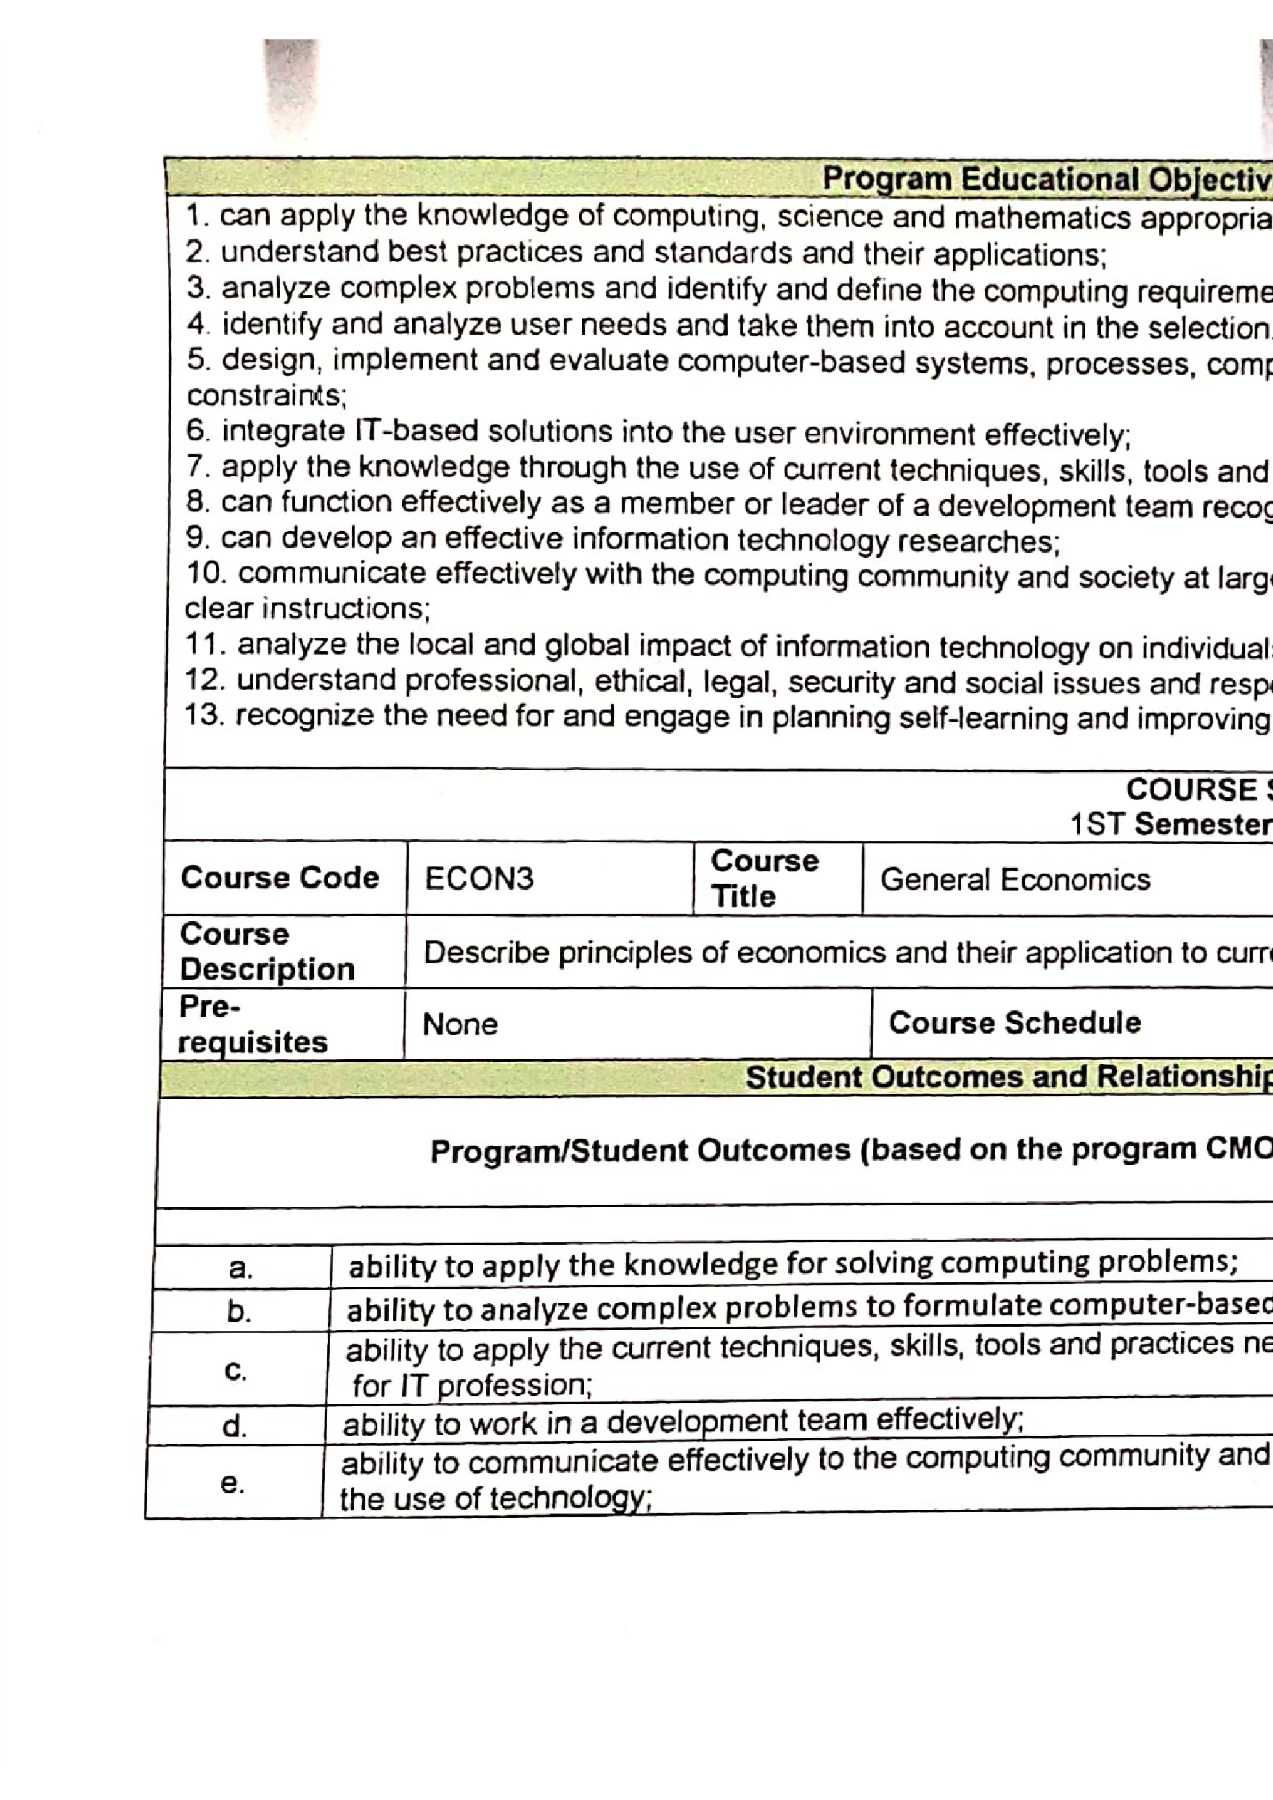 Program Educational Objectiv
1. can apply the knowledge of computing, science and mathematics appropria
2. understand best practices and standards and their applications;
3. analyze complex problems and identify and define the computing requireme
4. identify and analyze user needs and take them into account in the selection,
5. design, implement and evaluate computer-based systems, processes, comp
constraints;
6. integrate IT-based solutions into the user environment effectively;
7. apply the knowledge through the use of current techniques, skills, tools and
8. can function effectively as a member or leader of a development team recog
9. can develop an effective information technology researches;
10. communicate effectively with the computing community and society at large
clear instructions;
11. analyze the local and global impact of information technology on individuals
12. understand professional, ethical, legal, security and social issues and respo
13. recognize the need for and engage in planning self-learning and improving
COURSE S
1ST Semester
Course Code ECON3 Course Title General Economics
Course Description Describe principles of economics and their application to curre
Pre-requisites None Course Schedule
Student Outcomes and Relationship
Program/Student Outcomes (based on the program CMO
a. ability to apply the knowledge for solving computing problems;
b. ability to analyze complex problems to formulate computer-based
c. ability to apply the current techniques, skills, tools and practices ne
for IT profession;
d. ability to work in a development team effectively;
e. ability to communicate effectively to the computing community and
the use of technology;